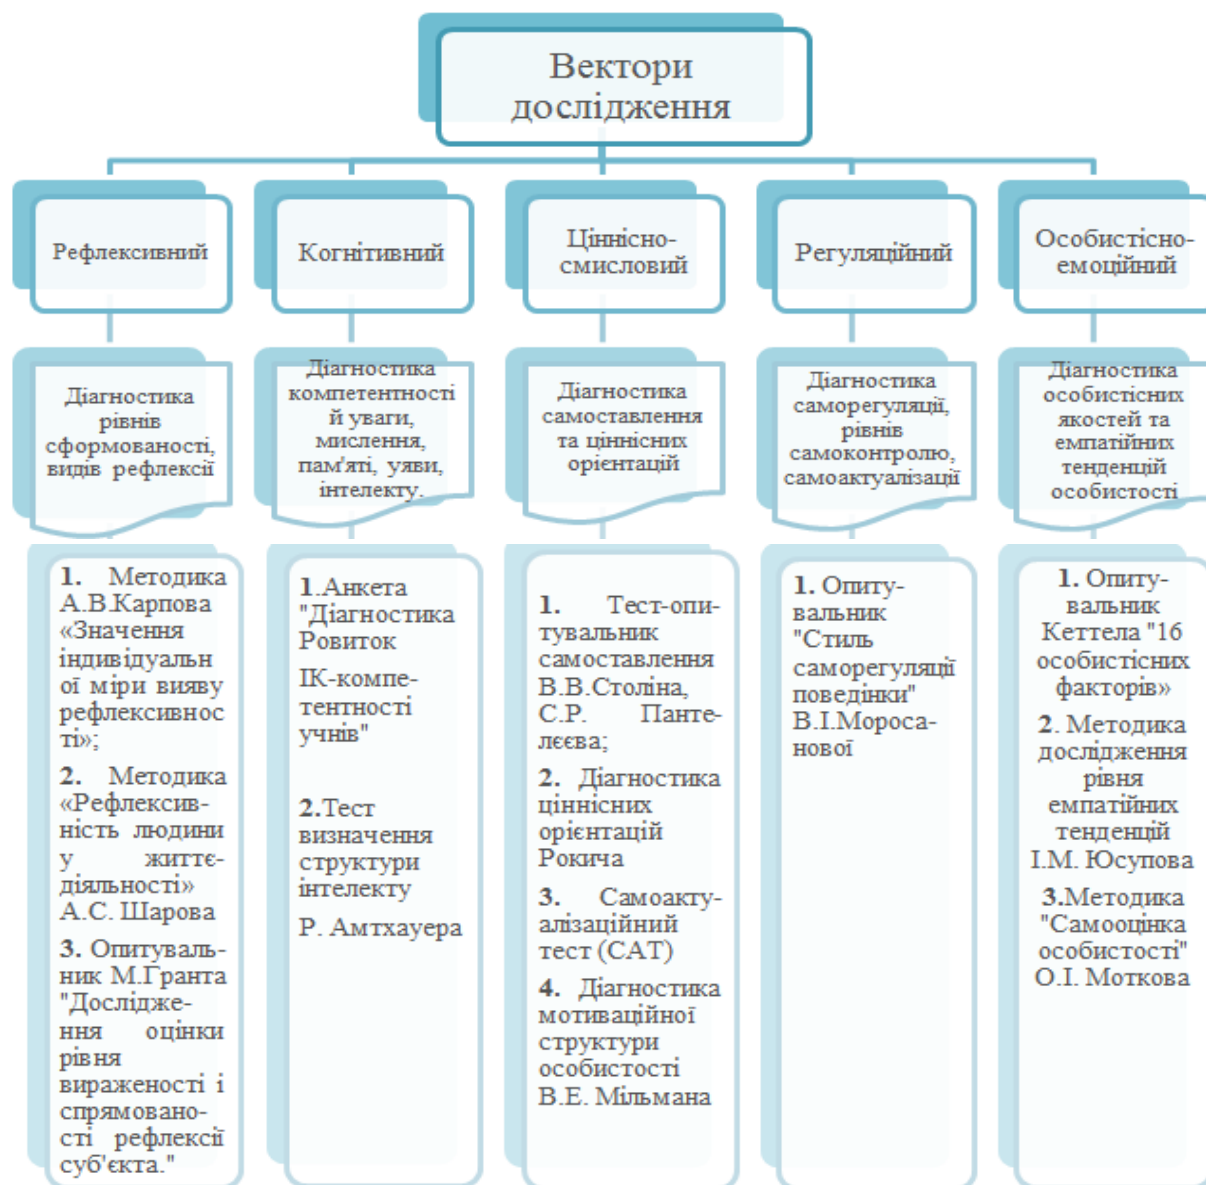 Вектори
дослідження
Рефлексивний
Когнітивний
Ціннісно-
смисловий
Регуляційний
Особистісно-
емоційний
Діагностика
рівнів
сформованості,
видів рефлексії
Діагностика
компетентності
й уваги,
мислення,
пам'яті, уяви,
інтелекту.
Діагностика
самоставлення
та ціннісних
орієнтацій
Діагностика
саморегуляції,
рівнів
самоконтролю,
самоактуалізації
Діагностика
особистісних
якостей та
емпатійних
тенденцій
особистості
1. Методика
А.В.Карпова
«Значення
індивідуальн
ої міри вияву
рефлексивнос
ті»;
2. Методика
«Рефлексив-
ність людини
у життє-
діяльності»
А.С. Шарова
3. Опитуваль-
ник М.Гранта
"Дослідже-
ння оцінки
рівня
вираженості і
спрямовано-
сті рефлексії
суб'єкта."
1.Анкета
"Діагностика
Ровиток
ІК-компе-
тентності
учнів"
2.Тест
визначення
структури
інтелекту
Р. Амтхауера
1. Тест-опи-
тувальник
самоставлення
В.В.Століна,
С.Р. Панте-
лєєва;
2. Діагностика
ціннісних
орієнтацій
Рокича
3. Самоакту-
алізаційний
тест (САТ)
4. Діагностика
мотиваційної
структури
особистості
В.Е. Мільмана
1. Опиту-
вальник
"Стиль
саморегуляції
поведінки"
В.І.Моросa-
нової
1. Опиту-
вальник
Кеттела "16
особистісних
факторів»
2. Методика
дослідження
рівня
емпатійних
тенденцій
І.М. Юсупова
3.Методика
"Самооцінка
особистості"
О.І. Моткова